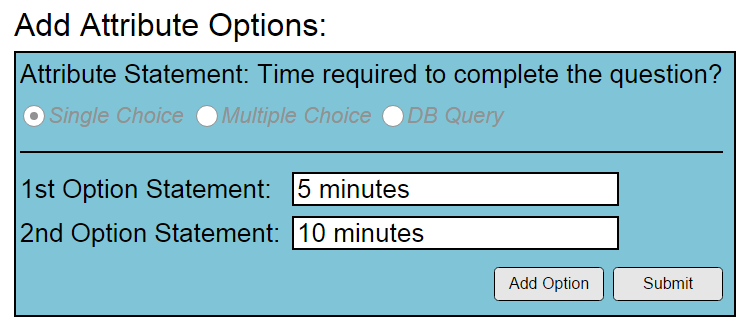 Add Attribute Options:
Attribute Statement: Time required to complete the question?
Single Choice Multiple Choice DB Query
1st Option Statement: 5 minutes
2nd Option Statement: 10 minutes
Add Option Submit